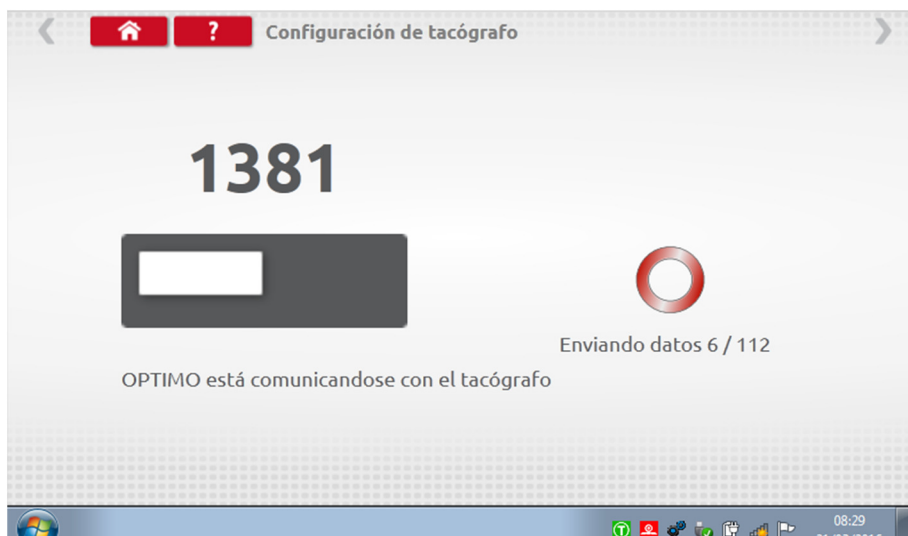 ? Configuración de tacógrafo
1381
Enviando datos 6 / 112
OPTIMO está comunicandose con el tacógrafo
08:29